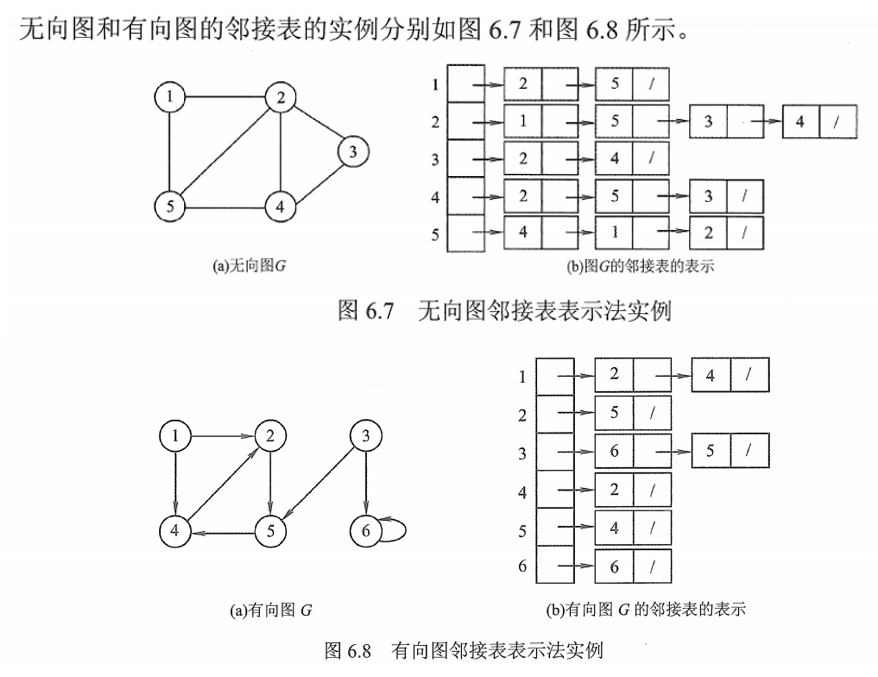 无向图和有向图的邻接表的实例分别如图 6.7 和图 6.8 所示。
1 2
3
5 4
1 2 5 /
2 1 5 3 4 /
3 2 4 /
4 2 5 3 /
5 4 1 2 /
(a)无向图G
(b)图G的邻接表的表示
图 6.7 无向图邻接表表示法实例
1 2 3
4 5 6
1 2 4 /
2 5 /
3 6 5 /
4 2 /
5 4 /
6 6 /
(a)有向图 G
(b)有向图 G 的邻接表的表示
图 6.8 有向图邻接表表示法实例